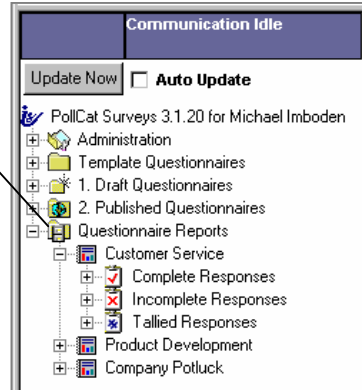 Communication Idle
Update Now Auto Update
PollCat Surveys 3.1.20 for Michael Imboden
Administration
Template Questionnaires
1. Draft Questionnaires
2. Published Questionnaires
Questionnaire Reports
Customer Service
Complete Responses
Incomplete Responses
Tallied Responses
Product Development
Company Potluck